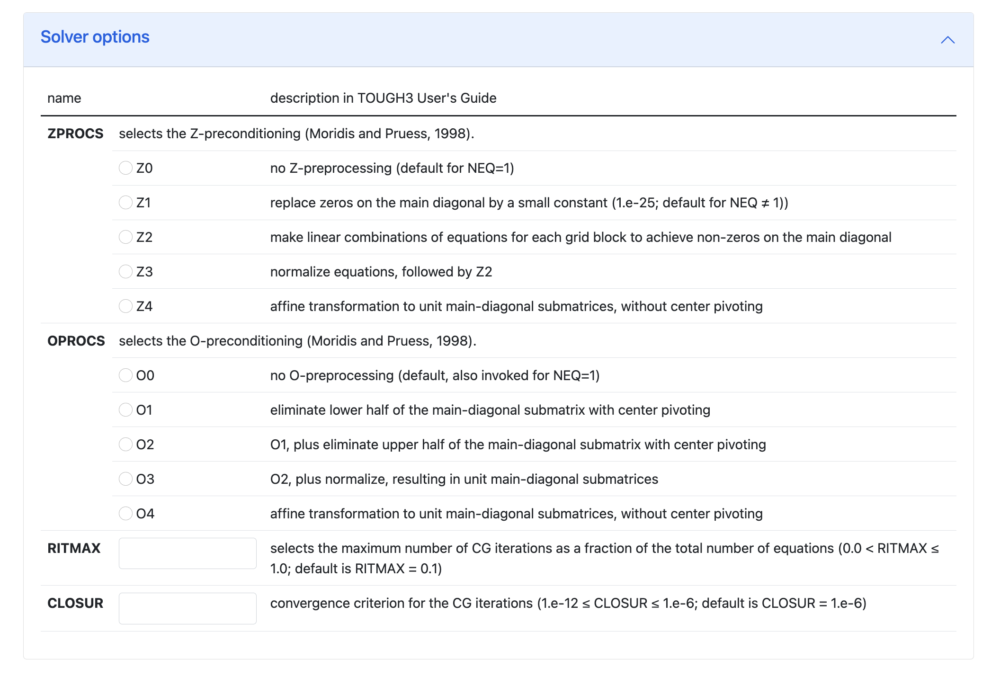 Solver options
name description in TOUGH3 User's Guide
ZPROCS selects the Z-preconditioning (Moridis and Pruess, 1998).
Z0 no Z-preprocessing (default for NEQ=1)
Z1 replace zeros on the main diagonal by a small constant (1.e-25; default for NEQ ≠ 1))
Z2 make linear combinations of equations for each grid block to achieve non-zeros on the main diagonal
Z3 normalize equations, followed by Z2
Z4 affine transformation to unit main-diagonal submatrices, without center pivoting
OPROCS selects the O-preconditioning (Moridis and Pruess, 1998).
O0 no O-preprocessing (default, also invoked for NEQ=1)
O1 eliminate lower half of the main-diagonal submatrix with center pivoting
O2 O1, plus eliminate upper half of the main-diagonal submatrix with center pivoting
O3 O2, plus normalize, resulting in unit main-diagonal submatrices
O4 affine transformation to unit main-diagonal submatrices, without center pivoting
RITMAX selects the maximum number of CG iterations as a fraction of the total number of equations (0.0 < RITMAX ≤
1.0; default is RITMAX = 0.1)
CLOSUR convergence criterion for the CG iterations (1.e-12 ≤ CLOSUR ≤ 1.e-6; default is CLOSUR = 1.e-6)